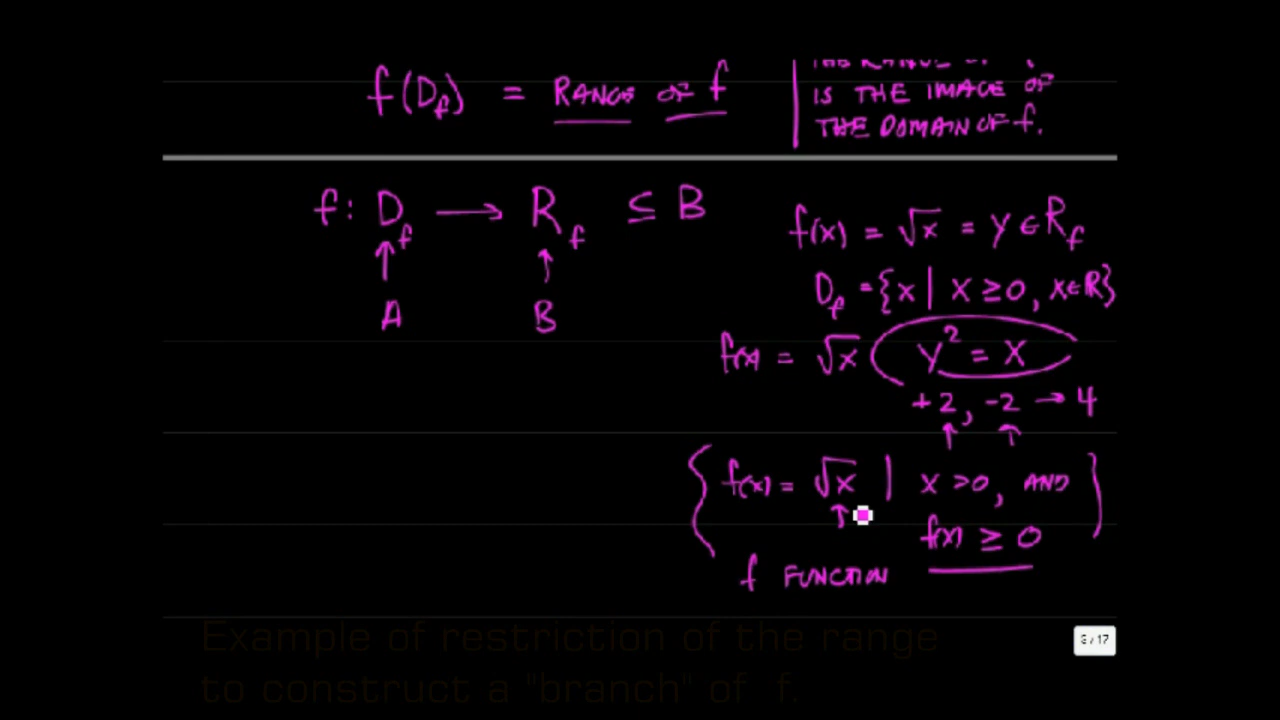 f(D_f) = RANGE OF f
IS THE IMAGE OF
THE DOMAIN OF f.
f: D_f → R_f ⊆ B
↑ ↑
A B
f(x) = √x = y ∈ R_f
D_f = {x | x ≥ 0, x ∈ R}
f(x) = √x y² = x
+2, -2 → 4
{ f(x) = √x | x > 0, AND
f(x) ≥ 0 }
f FUNCTION
Example of restriction of the range
to construct a "branch" of f.
/17